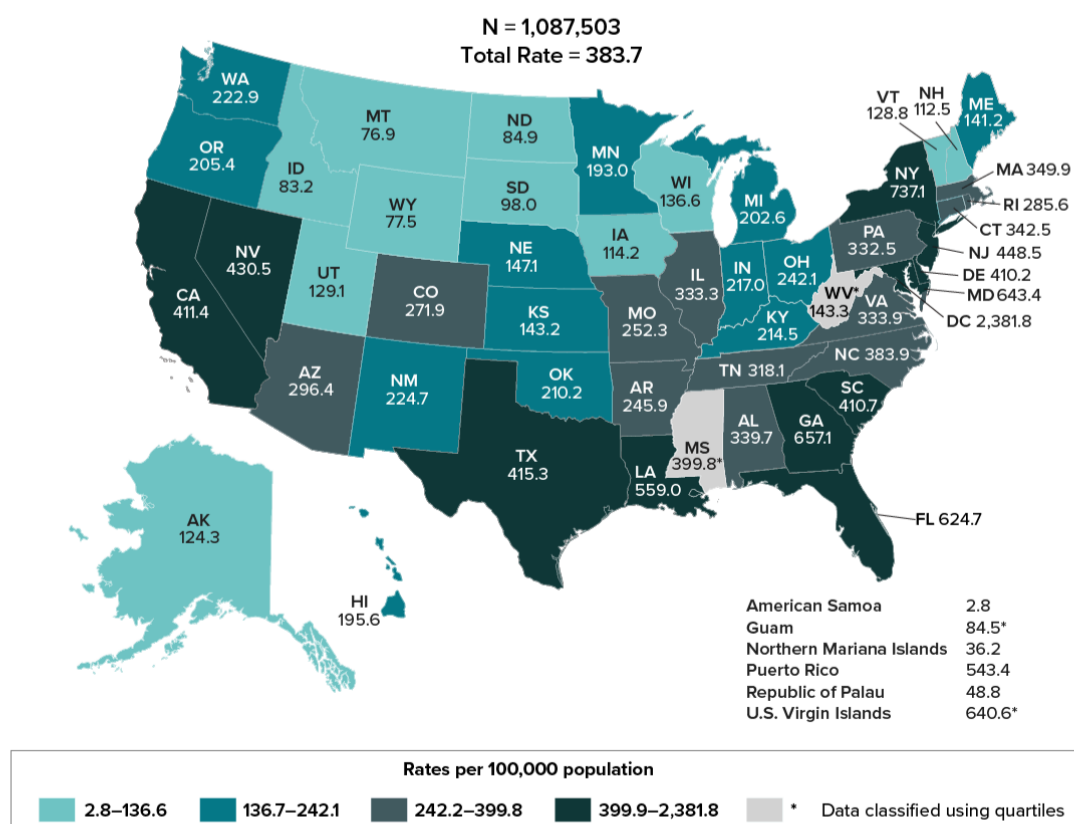 N = 1,087,503
Total Rate = 383.7
WA
222.9
OR
205.4
CA
411.4
NV
430.5
ID
83.2
MT
76.9
WY
77.5
UT
129.1
CO
271.9
AZ
296.4
NM
224.7
ND
84.9
SD
98.0
NE
147.1
KS
143.2
OK
210.2
TX
415.3
MN
193.0
IA
114.2
MO
252.3
AR
245.9
LA
559.0
WI
136.6
IL
333.3
MI
202.6
IN
217.0
OH
242.1
KY
214.5
TN 318.1
MS
399.8*
AL
339.7
GA
657.1
FL 624.7
SC
410.7
NC 383.9
VA
333.9
WV*
143.3
PA
332.5
NY
737.1
VT
128.8
NH
112.5
ME
141.2
MA 349.9
RI 285.6
CT 342.5
NJ 448.5
DE 410.2
MD 643.4
DC 2,381.8
AK
124.3
HI
195.6
American Samoa 2.8
Guam 84.5*
Northern Mariana Islands 36.2
Puerto Rico 543.4
Republic of Palau 48.8
U.S. Virgin Islands 640.6*
Rates per 100,000 population
2.8–136.6 136.7–242.1 242.2–399.8 399.9–2,381.8 * Data classified using quartiles